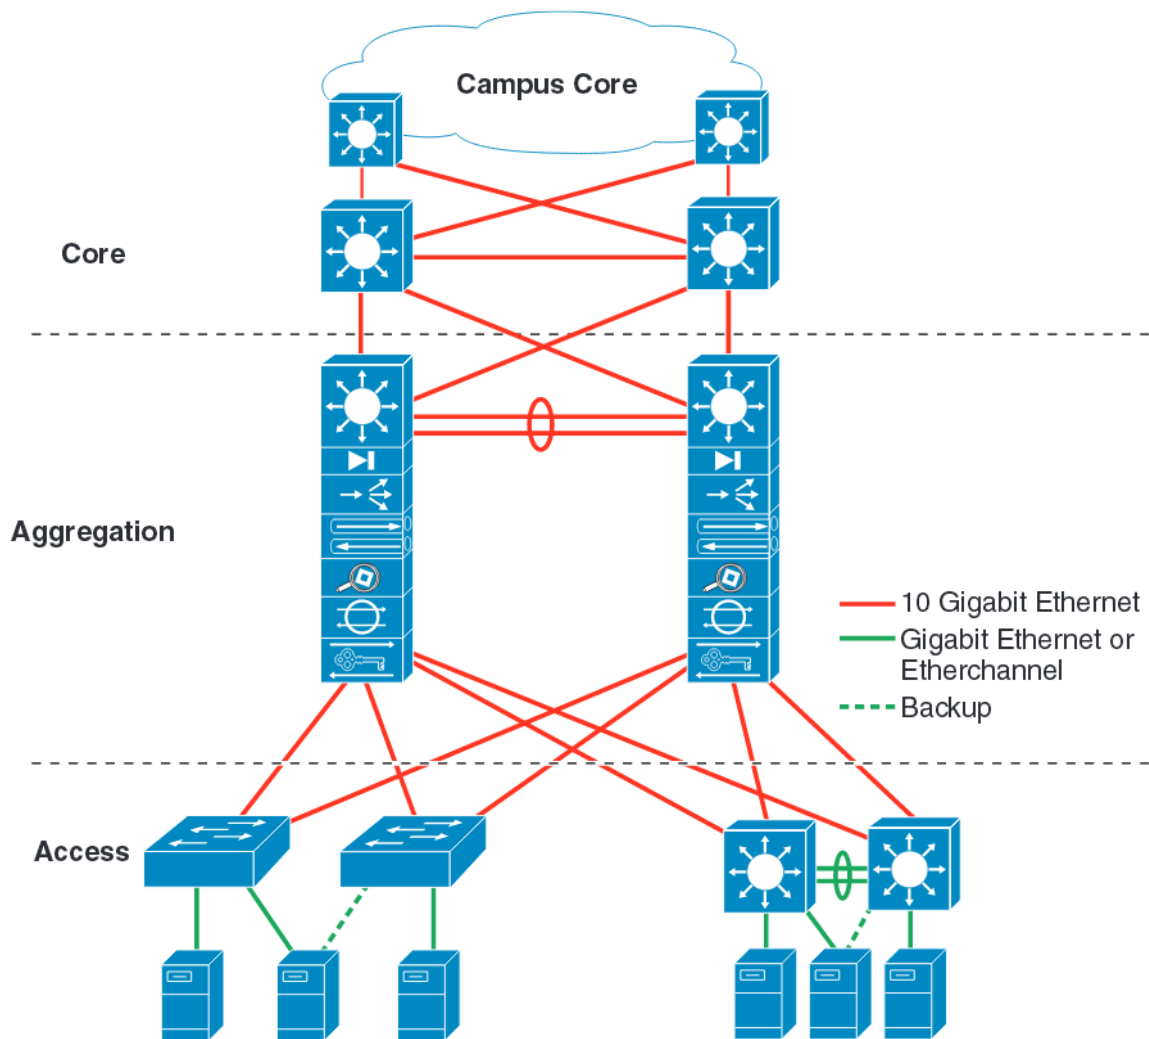 Campus Core
Core
Aggregation
10 Gigabit Ethernet
Gigabit Ethernet or
Etherchannel
Backup
Access